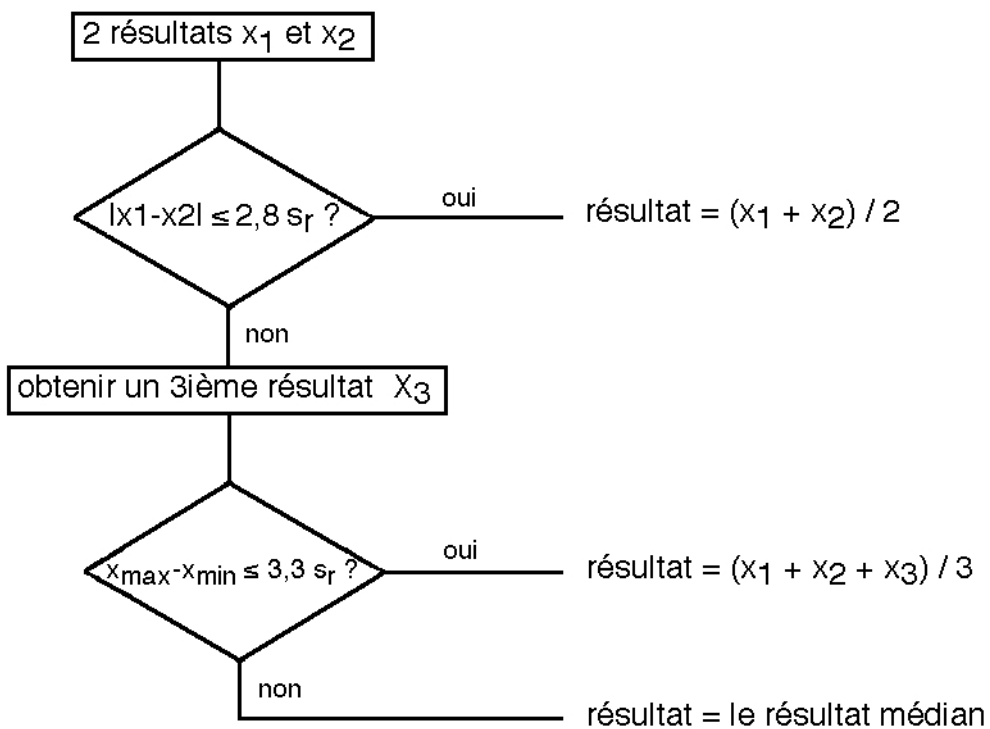 2 résultats x1 et x2
|x1-x2| ≤ 2,8 sr ?
oui
résultat = (x1 + x2) / 2
non
obtenir un 3ième résultat X3
xmax-xmin ≤ 3,3 sr ?
oui
résultat = (x1 + x2 + x3) / 3
non
résultat = le résultat médian